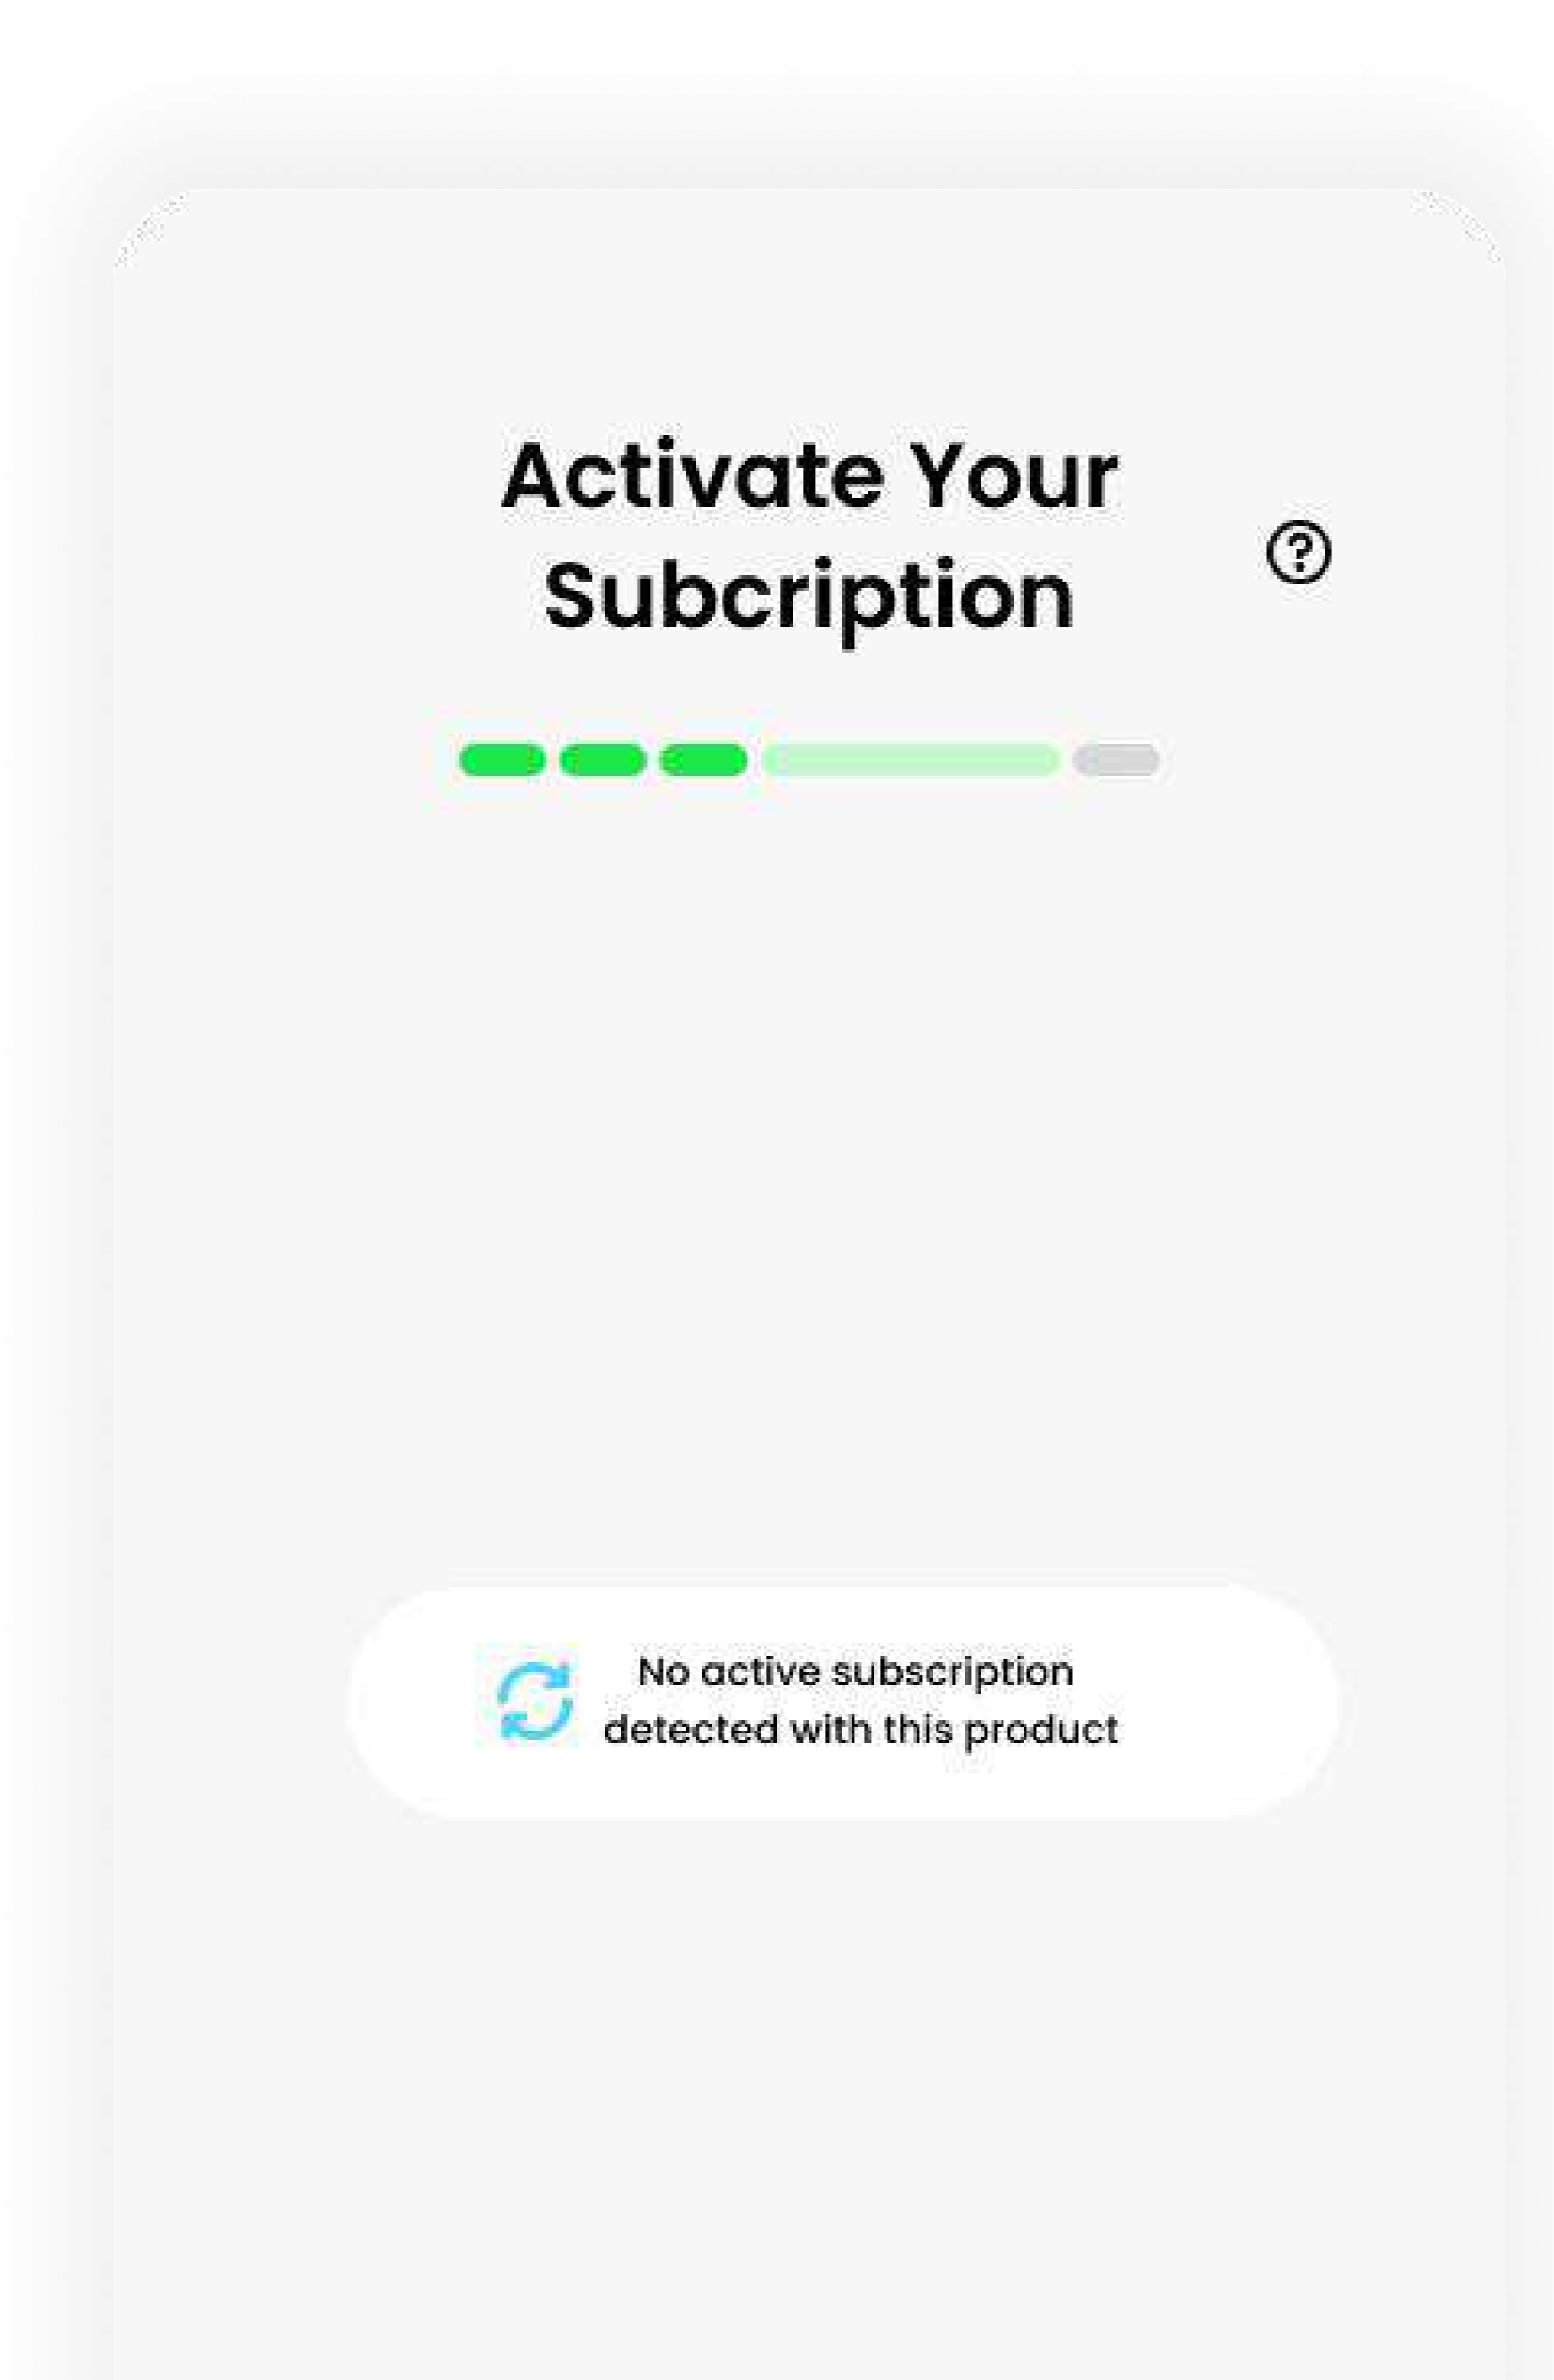 Activate Your
Subcription
?
No active subscription
detected with this product